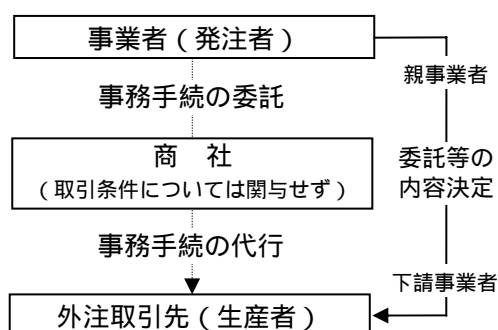 事業者（発注者）
親事業者
事務手続の委託
商　社
（取引条件については関与せず）
委託等の
内容決定
事務手続の代行
下請事業者
外注取引先（生産者）